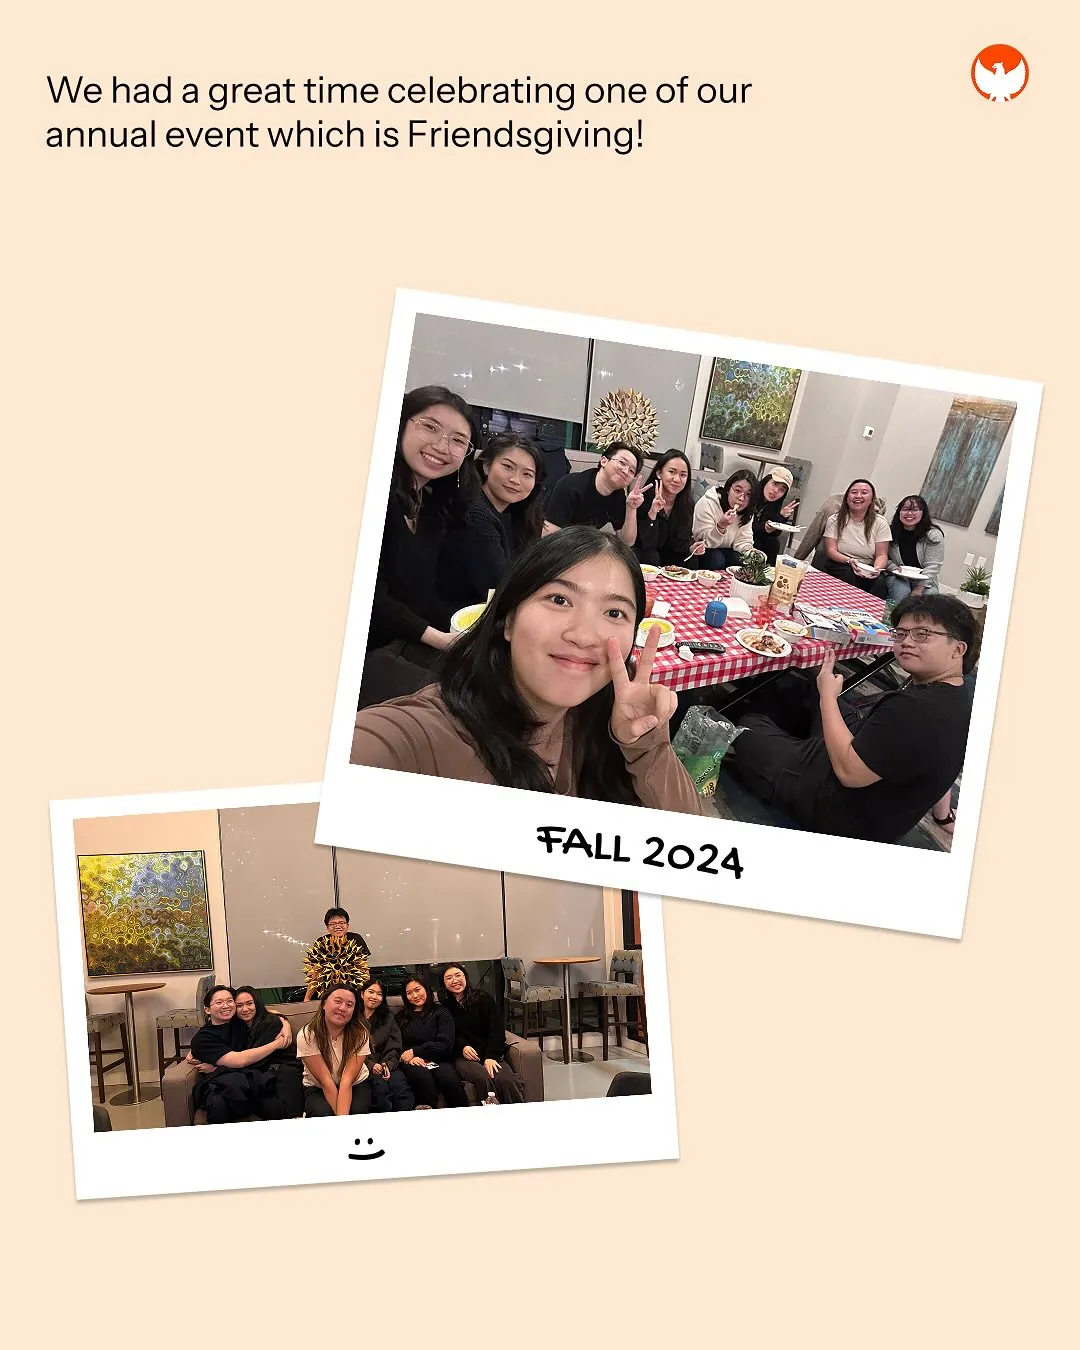 We had a great time celebrating one of our
annual event which is Friendsgiving!
FALL 2024